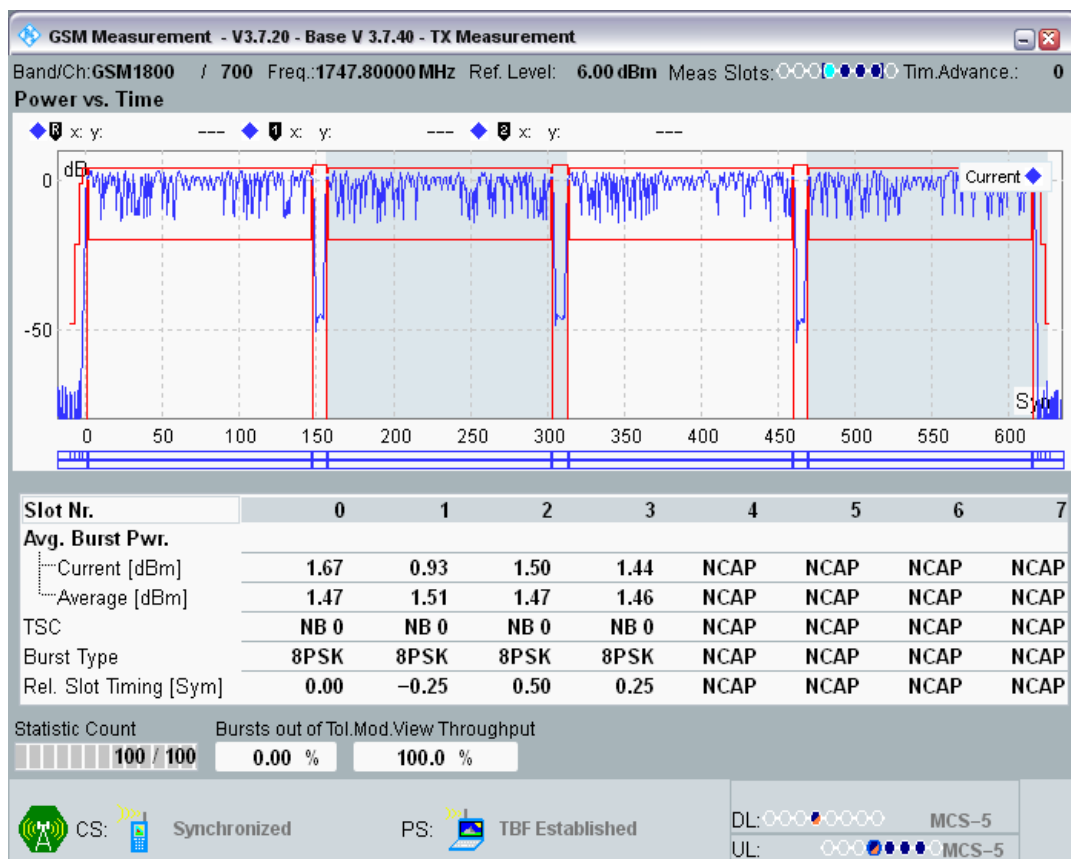 GSM Measurement - V3.7.20 - Base V 3.7.40 - TX Measurement
Band/Ch:GSM1800 / 700 Freq.:1747.80000 MHz Ref. Level: 6.00 dBm Meas Slots: Tim.Advance.: 0
Power vs. Time
R x: y: --- 1 x: y: --- 2 x: y: ---
dB
Current
0
-50
Sym
0 50 100 150 200 250 300 350 400 450 500 550 600
Slot Nr. 0 1 2 3 4 5 6 7
Avg. Burst Pwr.
Current [dBm] 1.67 0.93 1.50 1.44 NCAP NCAP NCAP NCAP
Average [dBm] 1.47 1.51 1.47 1.46 NCAP NCAP NCAP NCAP
TSC NB 0 NB 0 NB 0 NB 0 NCAP NCAP NCAP NCAP
Burst Type 8PSK 8PSK 8PSK 8PSK NCAP NCAP NCAP NCAP
Rel. Slot Timing [Sym] 0.00 −0.25 0.50 0.25 NCAP NCAP NCAP NCAP
Statistic Count Bursts out of Tol.Mod.View Throughput
100 / 100 0.00 % 100.0 %
CS: Synchronized PS: TBF Established
DL: MCS−5
UL: MCS−5